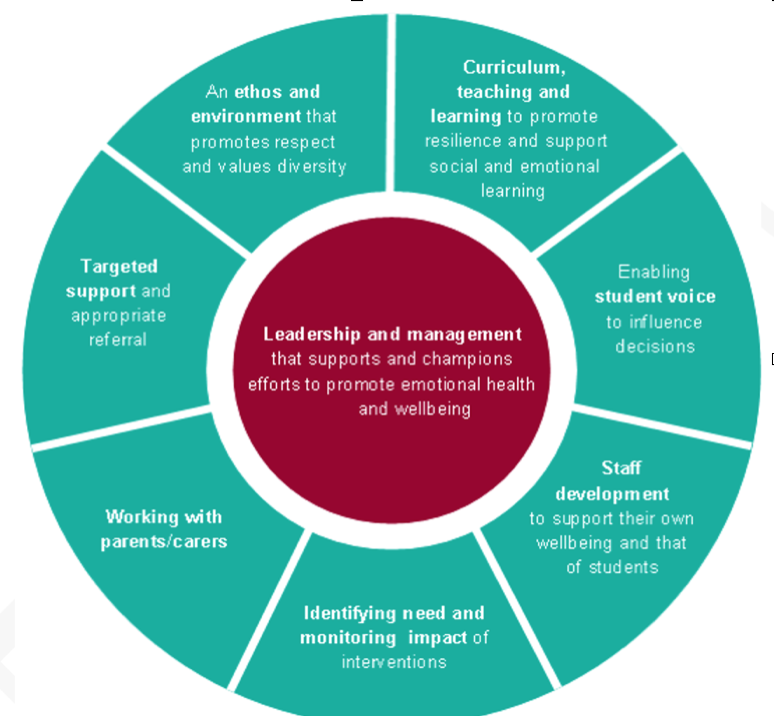 An ethos and
environment that
promotes respect
and values diversity
Curriculum,
teaching and
learning to promote
resilience and support
social and emotional
learning
Enabling
student voice
to influence
decisions
Staff
development
to support their own
wellbeing and that
of students
Identifying need and
monitoring impact of
interventions
Working with
parents/carers
Targeted
support and
appropriate
referral
Leadership and management
that supports and champions
efforts to promote emotional health
and wellbeing